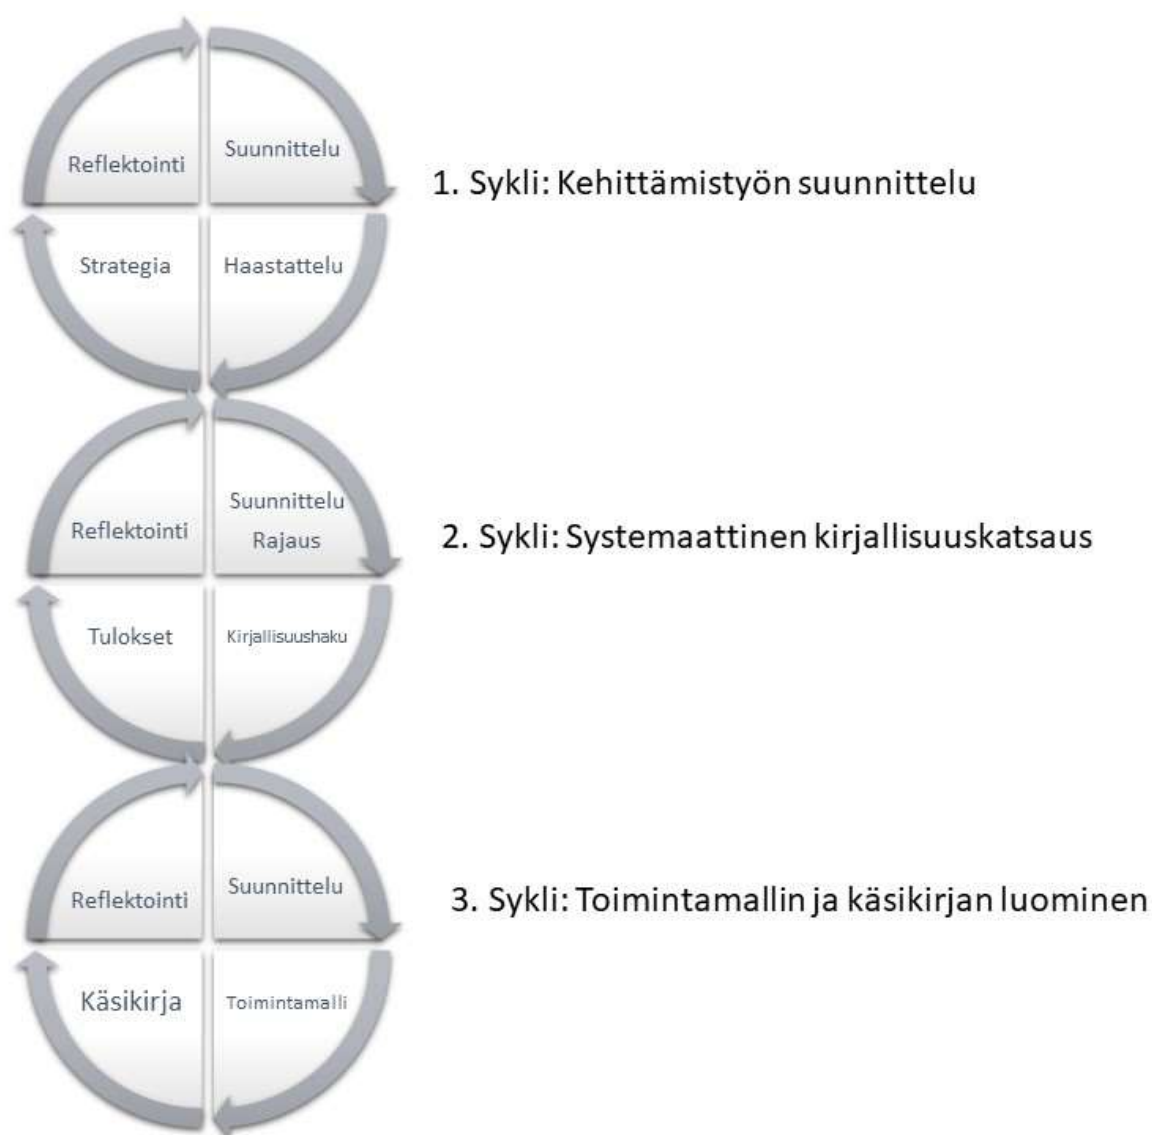 Reflektointi
Suunnittelu
1. Sykli: Kehittämistyön suunnittelu
Strategia
Haastattelu
Reflektointi
Suunnittelu
Rajaus
2. Sykli: Systemaattinen kirjallisuuskatsaus
Tulokset
Kirjallisuushaku
Reflektointi
Suunnittelu
3. Sykli: Toimintamallin ja käsikirjan luominen
Käsikirja
Toimintamalli